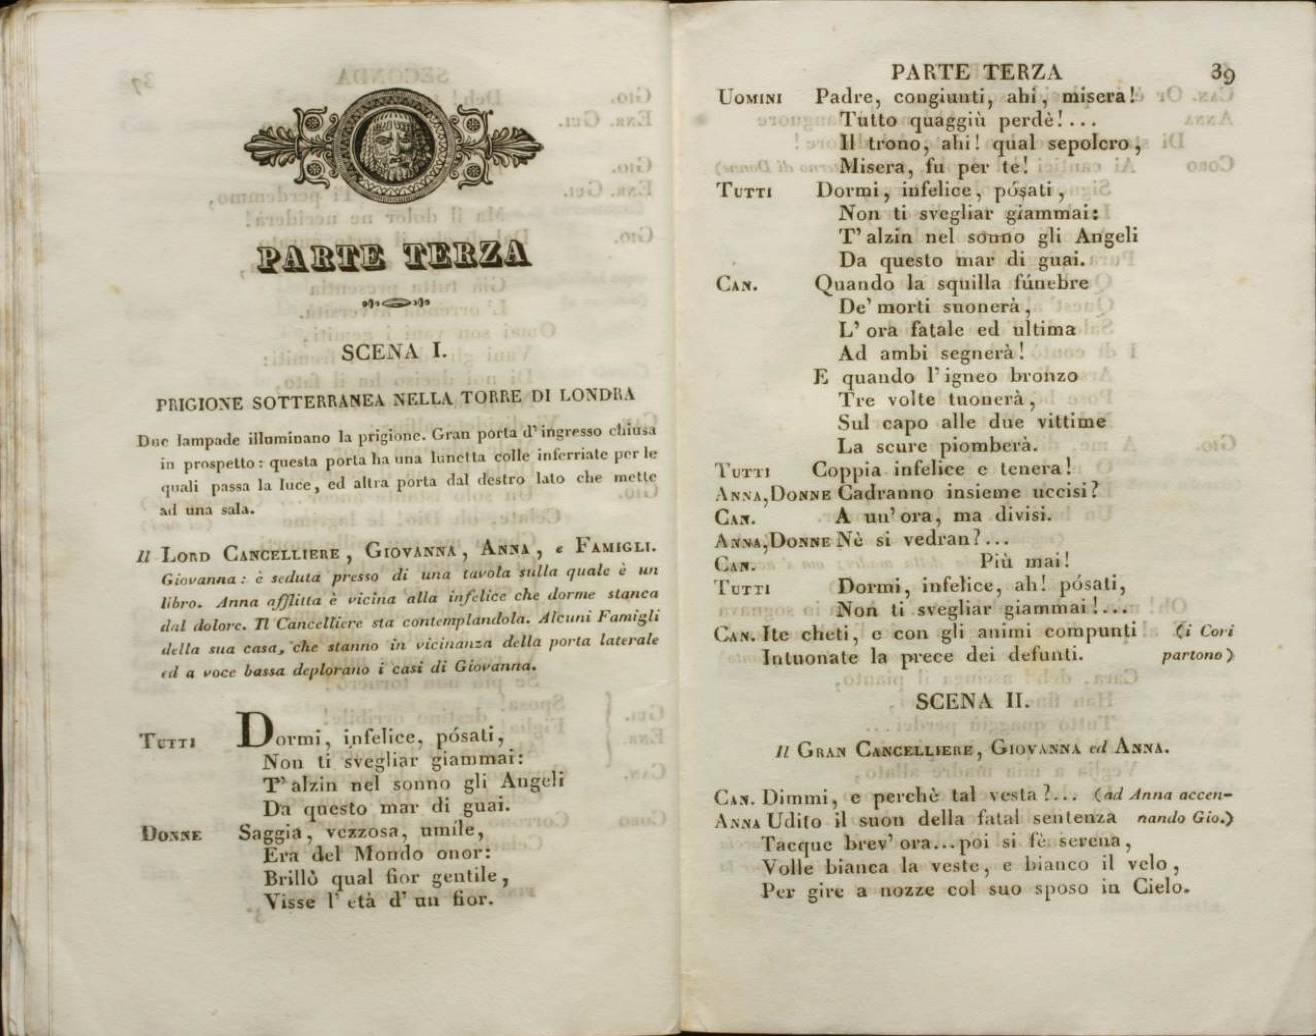 PARTE TERZA
SCENA I.
PRIGIONE SOTTERRANEA NELLA TORRE DI LONDRA
Due lampade illuminano la prigione. Gran porta d'ingresso chiusa
in prospetto: questa porta ha una lunetta colle inferriate per le
quali passa la luce, ed altra porta dal destro lato che mette
ad una sala.
Il LORD CANCELLIERE, GIOVANNA, ANNA, e FAMIGLI.
Giovanna: è seduta presso di una tavola sulla quale è un
libro. Anna afflitta è vicina alla infelice che dorme stanca
dal dolore. Il Cancelliere sta contemplandola. Alcuni Famigli
della sua casa, che stanno in vicinanza della porta laterale
ed a voce bassa deplorano i casi di Giovanna.
TUTTI Dormi, infelice, pósati,
Non ti svegliar giammai:
T'alzin nel sonno gli Angeli
Da questo mar di guai.
DONNE Saggia, vezzosa, umile,
Era del Mondo onor:
Brillò qual fior gentile,
Visse l'età d'un fior.
PARTE TERZA 39
UOMINI Padre, congiunti, ahi, misera!
Tutto quaggiù perdè!...
Il trono, ahi! qual sepolcro,
Misera, fu per te!
TUTTI Dormi, infelice, pósati,
Non ti svegliar giammai:
T'alzin nel sonno gli Angeli
Da questo mar di guai.
CAN. Quando la squilla fúnebre
De' morti suonerà,
L'ora fatale ed ultima
Ad ambi segnerà!
E quando l'igneo bronzo
Tre volte tuonerà,
Sul capo alle due vittime
La scure piomberà.
TUTTI Coppia infelice e tenera!
ANNA, DONNE Cadranno insieme uccisi?
CAN. A un'ora, ma divisi.
ANNA, DONNE Nè si vedran?...
CAN. Più mai!
TUTTI Dormi, infelice, ah! pósati,
Non ti svegliar giammai!...
CAN. Ite cheti, e con gli animi compunti (i Cori
Intuonate la prece dei defunti. partono)
SCENA II.
Il GRAN CANCELLIERE, GIOVANNA ed ANNA.
CAN. Dimmi, e perchè tal vesta?... (ad Anna accen-
ANNA Udito il suon della fatal sentenza nando Gio.)
Tacque brev'ora...poi si fè serena,
Volle bianca la veste, e bianco il velo,
Per gire a nozze col suo sposo in Cielo.